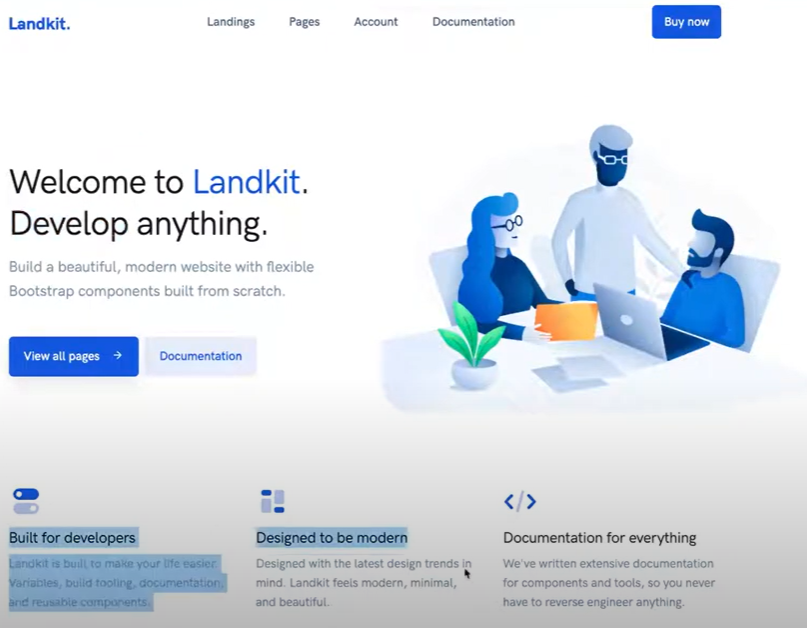 Landkit.
Landings
Pages
Account
Documentation
Buy now
Welcome to Landkit.
Develop anything.
Build a beautiful, modern website with flexible
Bootstrap components built from scratch.
View all pages →
Documentation
Built for developers
Landkit is built to make your life easier.
Variables, build tooling, documentation,
and reusable components.
Designed to be modern
Designed with the latest design trends in
mind. Landkit feels modern, minimal,
and beautiful.
</>
Documentation for everything
We've written extensive documentation
for components and tools, so you never
have to reverse engineer anything.